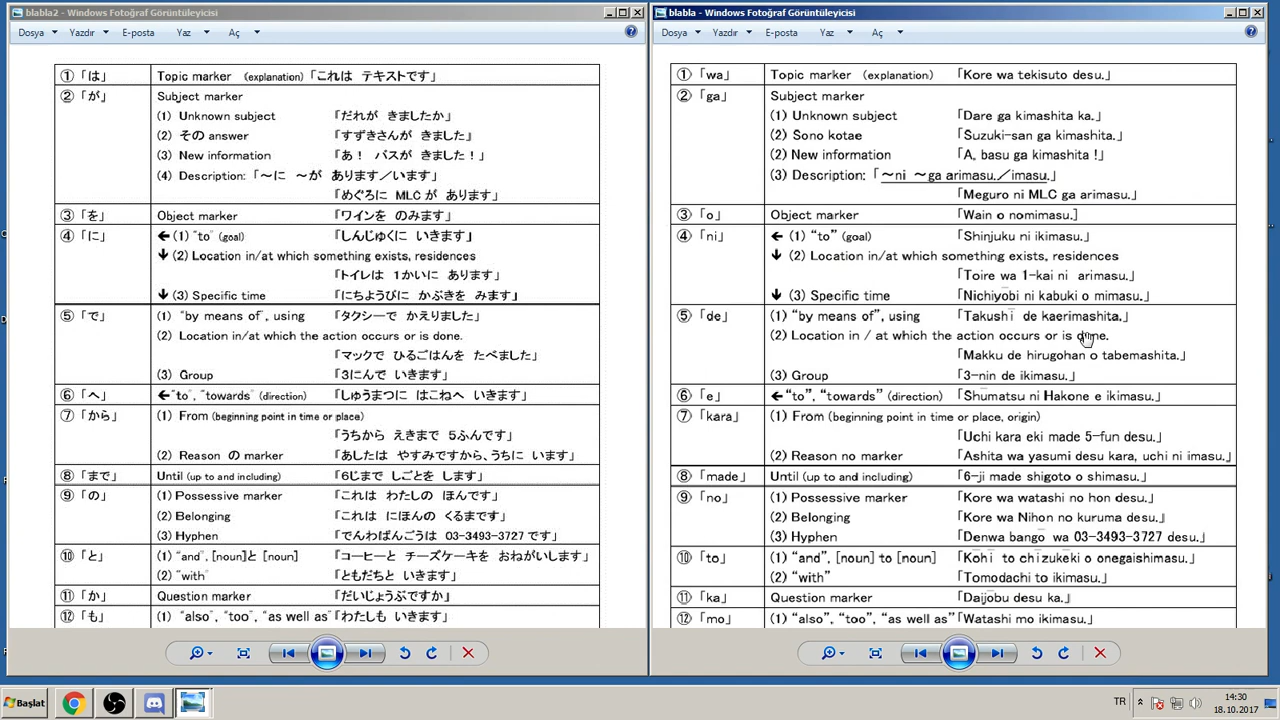 blabla2 - Windows Fotoğraf Görüntüleyicisi
Dosya Yazdır E-posta Yaz Aç
①「は」 Topic marker (explanation)「これは テキストです」
②「が」 Subject marker
(1) Unknown subject 「だれが きましたか」
(2) その answer 「すずきさんが きました」
(3) New information 「あ! バスが きました!」
(4) Description: 「~に ~が あります/います」
「めぐろに MLC が あります」
③「を」 Object marker 「ワインを のみます」
④「に」 ←(1) "to" (goal) 「しんじゅくに いきます」
↓(2) Location in/at which something exists, residences
「トイレは 1かいに あります」
↓(3) Specific time 「にちようびに かぶきを みます」
⑤「で」 (1) "by means of", using 「タクシーで かえりました」
(2) Location in/at which the action occurs or is done.
「マックで ひるごはんを たべました」
(3) Group 「3にんで いきます」
⑥「へ」 ←"to", "towards" (direction) 「しゅうまつに はこねへ いきます」
⑦「から」 (1) From (beginning point in time or place)
「うちから えきまで 5ふんです」
(2) Reason の marker 「あしたは やすみですから、うちに います」
⑧「まで」 Until (up to and including) 「6じまで しごとを します」
⑨「の」 (1) Possessive marker 「これは わたしの ほんです」
(2) Belonging 「これは にほんの くるまです」
(3) Hyphen 「でんわばんごうは 03-3493-3727 です」
⑩「と」 (1) "and", [noun]と [noun] 「コーヒーと チーズケーキを おねがいします」
(2) "with" 「ともだちと いきます」
⑪「か」 Question marker 「だいじょうぶですか」
⑫「も」 (1) "also", "too", "as well as"「わたしも いきます」
blabla - Windows Fotoğraf Görüntüleyicisi
Dosya Yazdır E-posta Yaz Aç
①「wa」 Topic marker (explanation) 「Kore wa tekisuto desu.」
②「ga」 Subject marker
(1) Unknown subject 「Dare ga kimashita ka.」
(2) Sono kotae 「Suzuki-san ga kimashita.」
(2) New information 「A, basu ga kimashita !」
(3) Description: 「~ni ~ga arimasu./imasu.」
「Meguro ni MLC ga arimasu.」
③「o」 Object marker 「Wain o nomimasu.]
④「ni」 ← (1) "to" (goal) 「Shinjuku ni ikimasu.」
↓ (2) Location in/at which something exists, residences
「Toire wa 1-kai ni arimasu.」
↓ (3) Specific time 「Nichiyōbi ni kabuki o mimasu.」
⑤「de」 (1) "by means of", using 「Takushī de kaerimashita.」
(2) Location in / at which the action occurs or is done.
「Makku de hirugohan o tabemashita.」
(3) Group 「3-nin de ikimasu.」
⑥「e」 ←"to", "towards" (direction) 「Shūmatsu ni Hakone e ikimasu.」
⑦「kara」 (1) From (beginning point in time or place, origin)
「Uchi kara eki made 5-fun desu.」
(2) Reason no marker 「Ashita wa yasumi desu kara, uchi ni imasu.」
⑧「made」 Until (up to and including) 「6-ji made shigoto o shimasu.」
⑨「no」 (1) Possessive marker 「Kore wa watashi no hon desu.」
(2) Belonging 「Kore wa Nihon no kuruma desu.」
(3) Hyphen 「Denwa bangō wa 03-3493-3727 desu.」
⑩「to」 (1) "and", [noun] to [noun] 「Kōhī to chīzukēki o onegaishimasu.」
(2) "with" 「Tomodachi to ikimasu.」
⑪「ka」 Question marker 「Daijōbu desu ka.」
⑫「mo」 (1) "also", "too", "as well as"「Watashi mo ikimasu.」
Başlat
TR 14:30
18.10.2017